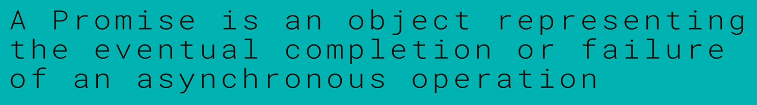 A Promise is an object representing
the eventual completion or failure
of an asynchronous operation